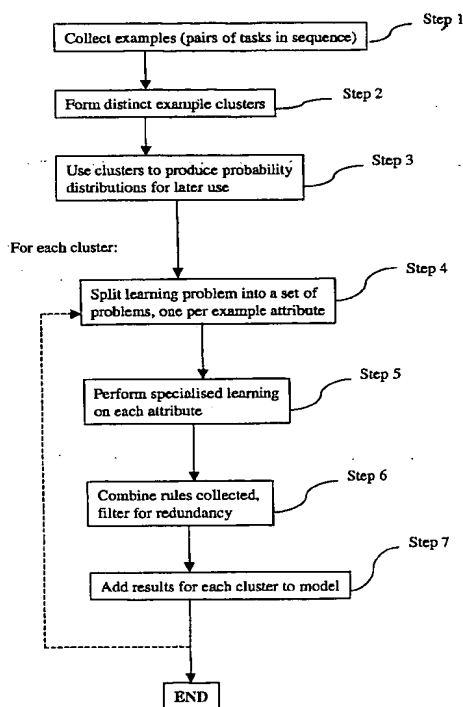 Step 1
Collect examples (pairs of tasks in sequence)
Step 2
Form distinct example clusters
Step 3
Use clusters to produce probability
distributions for later use
For each cluster:
Step 4
Split learning problem into a set of
problems, one per example attribute
Step 5
Perform specialised learning
on each attribute
Step 6
Combine rules collected,
filter for redundancy
Step 7
Add results for each cluster to model
END